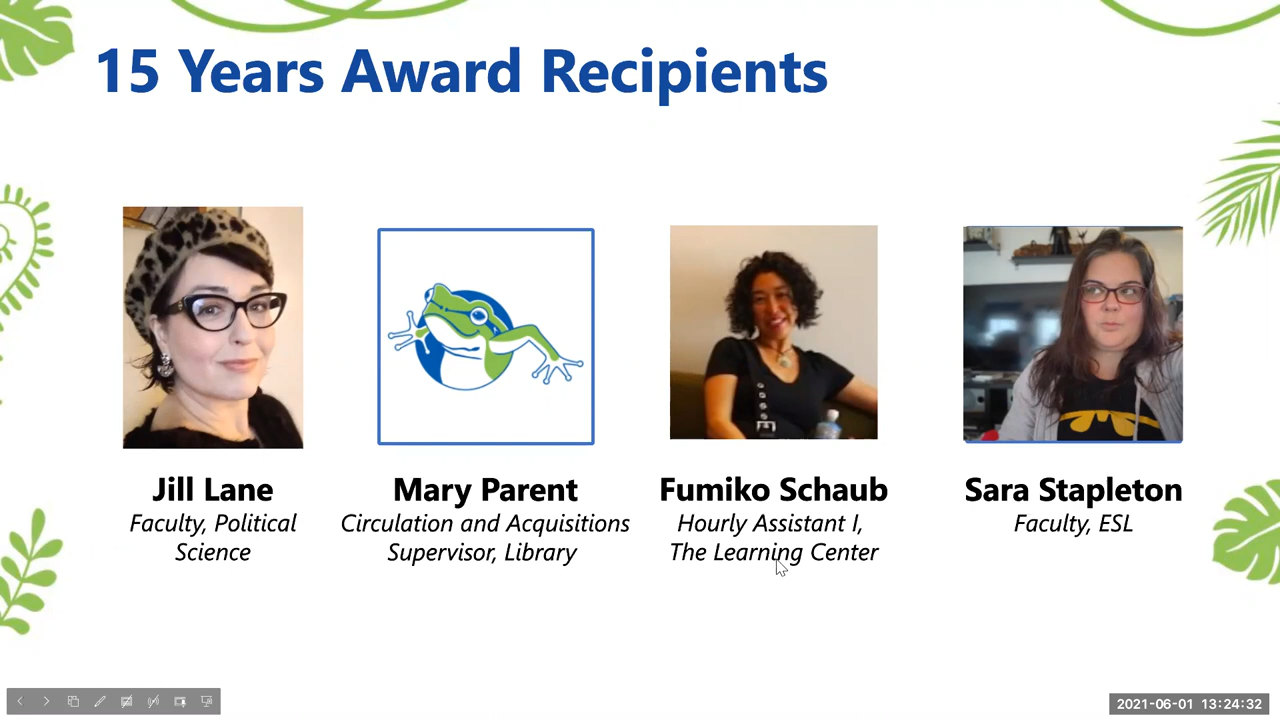 15 Years Award Recipients
Jill Lane
Faculty, Political
Science
Mary Parent
Circulation and Acquisitions
Supervisor, Library
Fumiko Schaub
Hourly Assistant I,
The Learning Center
Sara Stapleton
Faculty, ESL
2021-06-01 13:24:32